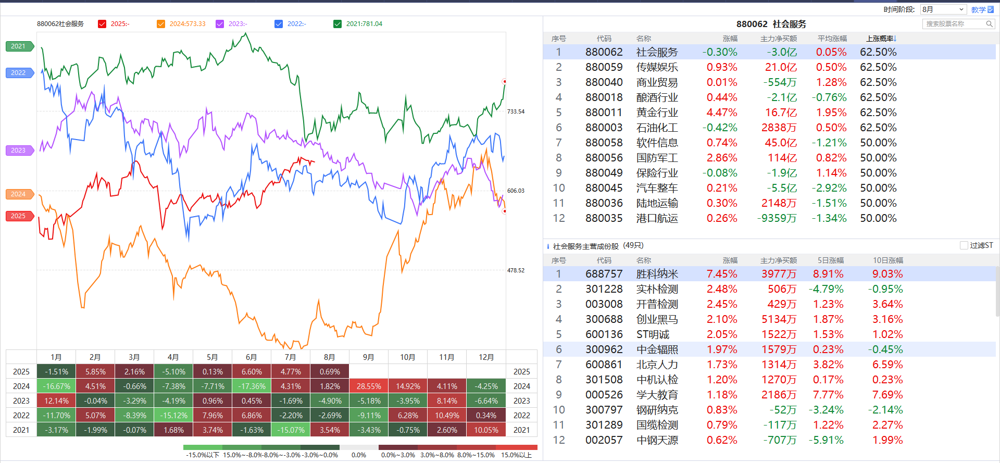 时间阶段: 8月 教学
880062社会服务 2025:- 2024:573.33 2023:- 2022:- 2021:781.04
2021
2022
2023
2024
2025
733.54
606.03
478.52
1月 2月 3月 4月 5月 6月 7月 8月 9月 10月 11月 12月
2025 -1.51% 5.85% 2.16% -5.10% 0.13% 6.60% 4.77% 0.69% 2025
2024 -16.67% 4.51% -0.66% -7.38% -7.71% -17.36% 4.31% 1.82% 28.55% 14.92% 4.11% -4.25% 2024
2023 12.14% -0.04% -3.29% -4.19% 0.96% 0.45% -1.69% -4.90% -5.18% -3.95% 8.14% -6.64% 2023
2022 -11.70% 5.07% -8.39% -15.12% 7.96% 6.86% -2.20% -2.69% -9.11% 6.28% 10.49% 0.34% 2022
2021 -3.17% -1.99% -0.07% 1.68% 3.74% -1.63% -15.07% 3.54% -3.43% -0.75% 2.60% 10.05% 2021
-15.0%以下 15.0%~-8.0% -8.0%~-3.0% -3.0%~0.0% 0.0% 0.0%~3.0% 3.0%~8.0% 8.0%~15.0% 15.0%以上
880062 社会服务 搜索股票名称
序号 代码 名称 涨幅 主力净买额 平均涨幅 上涨概率↓
1 880062 社会服务 -0.30% -3.0亿 0.05% 62.50%
2 880059 传媒娱乐 0.93% 21.0亿 0.50% 62.50%
3 880040 商业贸易 0.01% -554万 1.28% 62.50%
4 880018 酿酒行业 0.44% -2.1亿 -0.76% 62.50%
5 880011 黄金行业 4.47% 16.7亿 1.95% 62.50%
6 880003 石油化工 -0.42% 2838万 0.50% 62.50%
7 880058 软件信息 0.74% 45.0亿 -1.21% 50.00%
8 880056 国防军工 2.86% 114亿 0.82% 50.00%
9 880049 保险行业 -0.08% -1.9亿 1.14% 50.00%
10 880045 汽车整车 0.21% -5.5亿 -2.92% 50.00%
11 880036 陆地运输 0.30% 2148万 -1.51% 50.00%
12 880035 港口航运 0.26% -9359万 -1.34% 50.00%
社会服务主营成份股（49只） 过滤ST
序号 代码 名称 涨幅 主力净买额 5日涨幅 10日涨幅
1 688757 胜科纳米 7.45% 3977万 8.91% 9.03%
2 301228 实朴检测 2.48% 506万 -4.79% -0.95%
3 003008 开普检测 2.45% 429万 1.23% 3.64%
4 300688 创业黑马 2.10% 5134万 1.87% 3.16%
5 600136 ST明诚 2.05% 1522万 1.53% 1.02%
6 300962 中金辐照 1.97% 1579万 0.23% -0.45%
7 600861 北京人力 1.73% 1314万 3.82% 6.59%
8 301508 中机认检 1.20% 1270万 0.17% 0.23%
9 000526 学大教育 1.18% 2186万 7.77% 7.69%
10 300797 钢研纳克 0.83% -52万 -3.24% -2.14%
11 301289 国缆检测 0.79% -117万 1.22% 2.27%
12 002057 中钢天源 0.62% -707万 -5.91% 1.99%